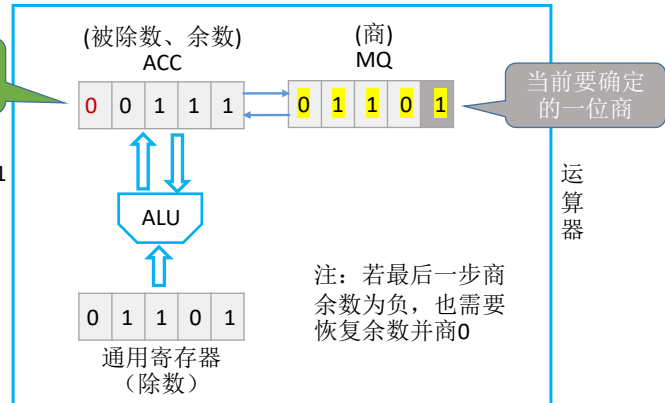 (被除数、余数)
ACC
(商)
MQ
0 0 1 1 1
0 1 1 0 1
当前要确定
的一位商
1
运
算
器
ALU
0 1 1 0 1
通用寄存器
（除数）
注：若最后一步商
余数为负，也需要
恢复余数并商0